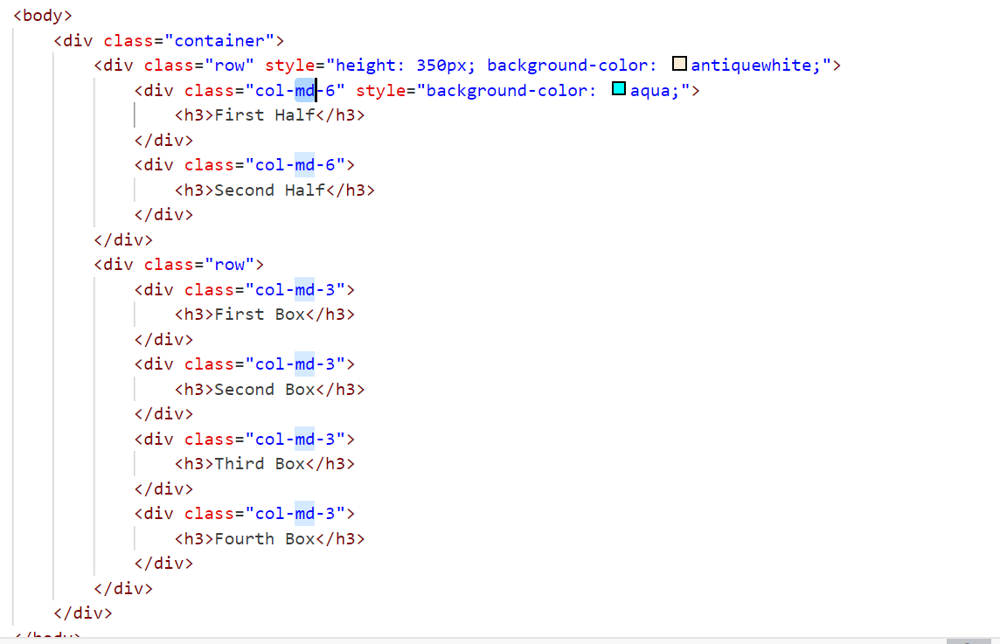 <body>
<div class="container">
<div class="row" style="height: 350px; background-color: antiquewhite;">
<div class="col-md-6" style="background-color: aqua;">
<h3>First Half</h3>
</div>
<div class="col-md-6">
<h3>Second Half</h3>
</div>
</div>
<div class="row">
<div class="col-md-3">
<h3>First Box</h3>
</div>
<div class="col-md-3">
<h3>Second Box</h3>
</div>
<div class="col-md-3">
<h3>Third Box</h3>
</div>
<div class="col-md-3">
<h3>Fourth Box</h3>
</div>
</div>
</div>
</body>